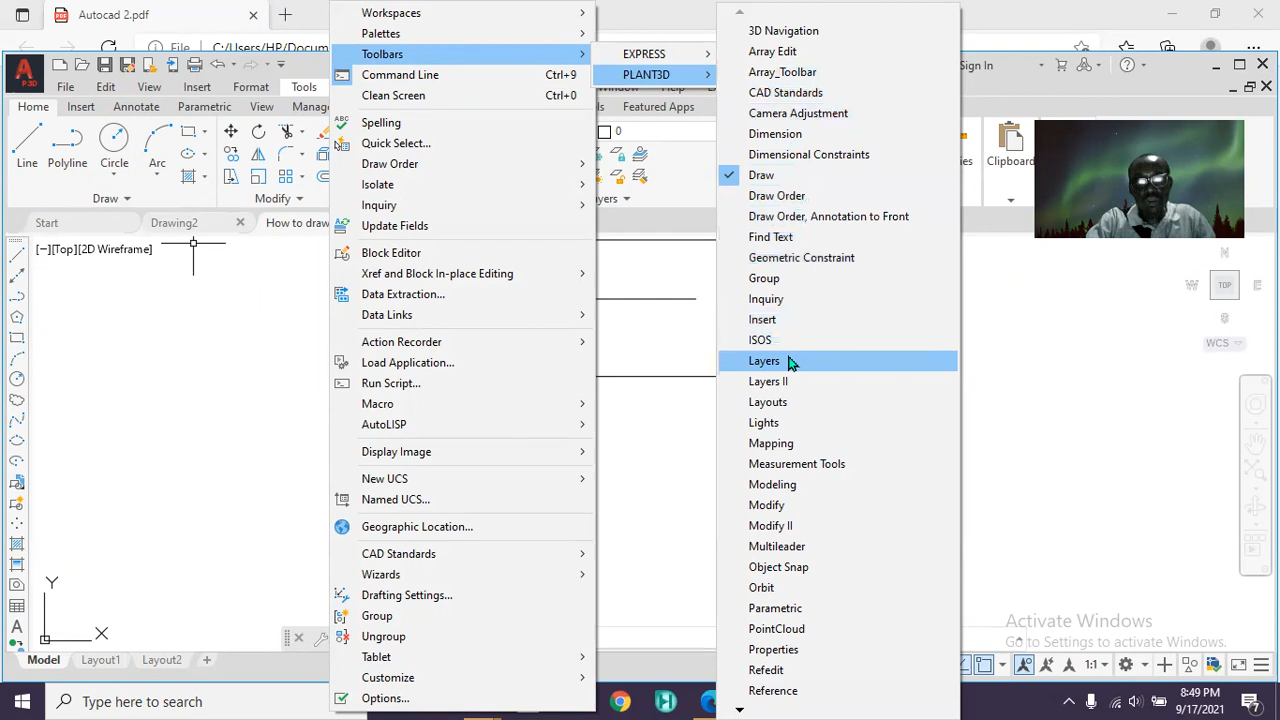 Autocad 2.pdf
C:/Users/HP/Docum
Sign In
A
P 3D
Edit
View
Insert
Format
Tools
Home
Insert
Annotate
Parametric
Manag
Featured Apps
Line
Polyline
Circle
Arc
Draw
Modify
0
Clipboard
Start
Drawing2
How to draw
[−][Top][2D Wireframe]
Workspaces
Palettes
Toolbars
Command Line Ctrl+9
Clean Screen Ctrl+0
ABC
Spelling
Quick Select...
Draw Order
Isolate
Inquiry
Update Fields
Block Editor
Xref and Block In-place Editing
Data Extraction...
Data Links
Action Recorder
Load Application...
Run Script...
Macro
AutoLISP
Display Image
New UCS
Named UCS...
Geographic Location...
CAD Standards
Wizards
Drafting Settings...
Group
Ungroup
Tablet
Customize
Options...
EXPRESS
PLANT3D
3D Navigation
Array Edit
Array_Toolbar
CAD Standards
Camera Adjustment
Dimension
Dimensional Constraints
Draw
Draw Order
Draw Order, Annotation to Front
Find Text
Geometric Constraint
Group
Inquiry
Insert
ISOS
Layers
Layers II
Layouts
Lights
Mapping
Measurement Tools
Modeling
Modify
Modify II
Multileader
Object Snap
Orbit
Parametric
PointCloud
Properties
Refedit
Reference
N
W
TOP
E
S
WCS
Y
X
A
Model
Layout1
Layout2
+
Activate Windows
Go to Settings to activate Windows.
1:1
Type here to search
8:49 PM
9/17/2021
7